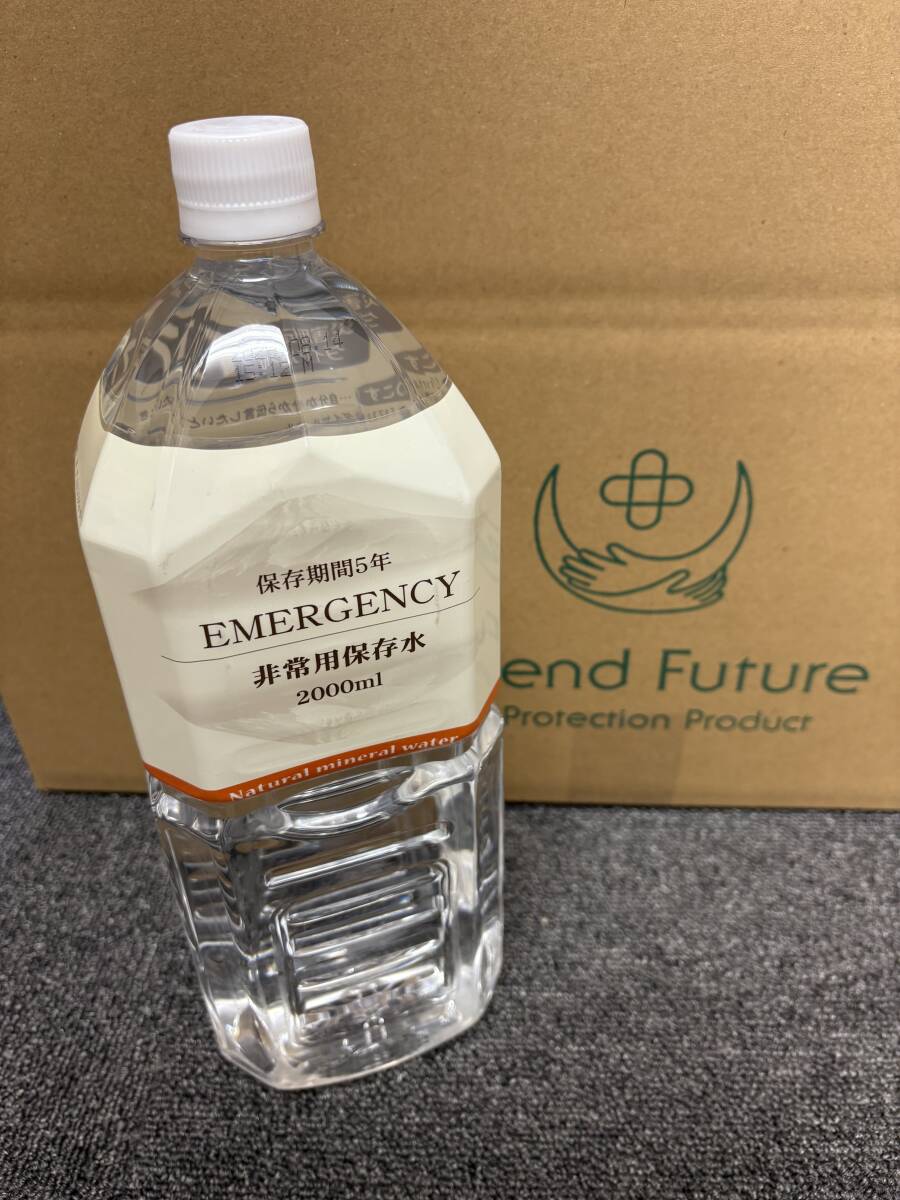 保存期間5年
EMERGENCY
非常用保存水
2000ml
Natural mineral water
end Future
Protection Product